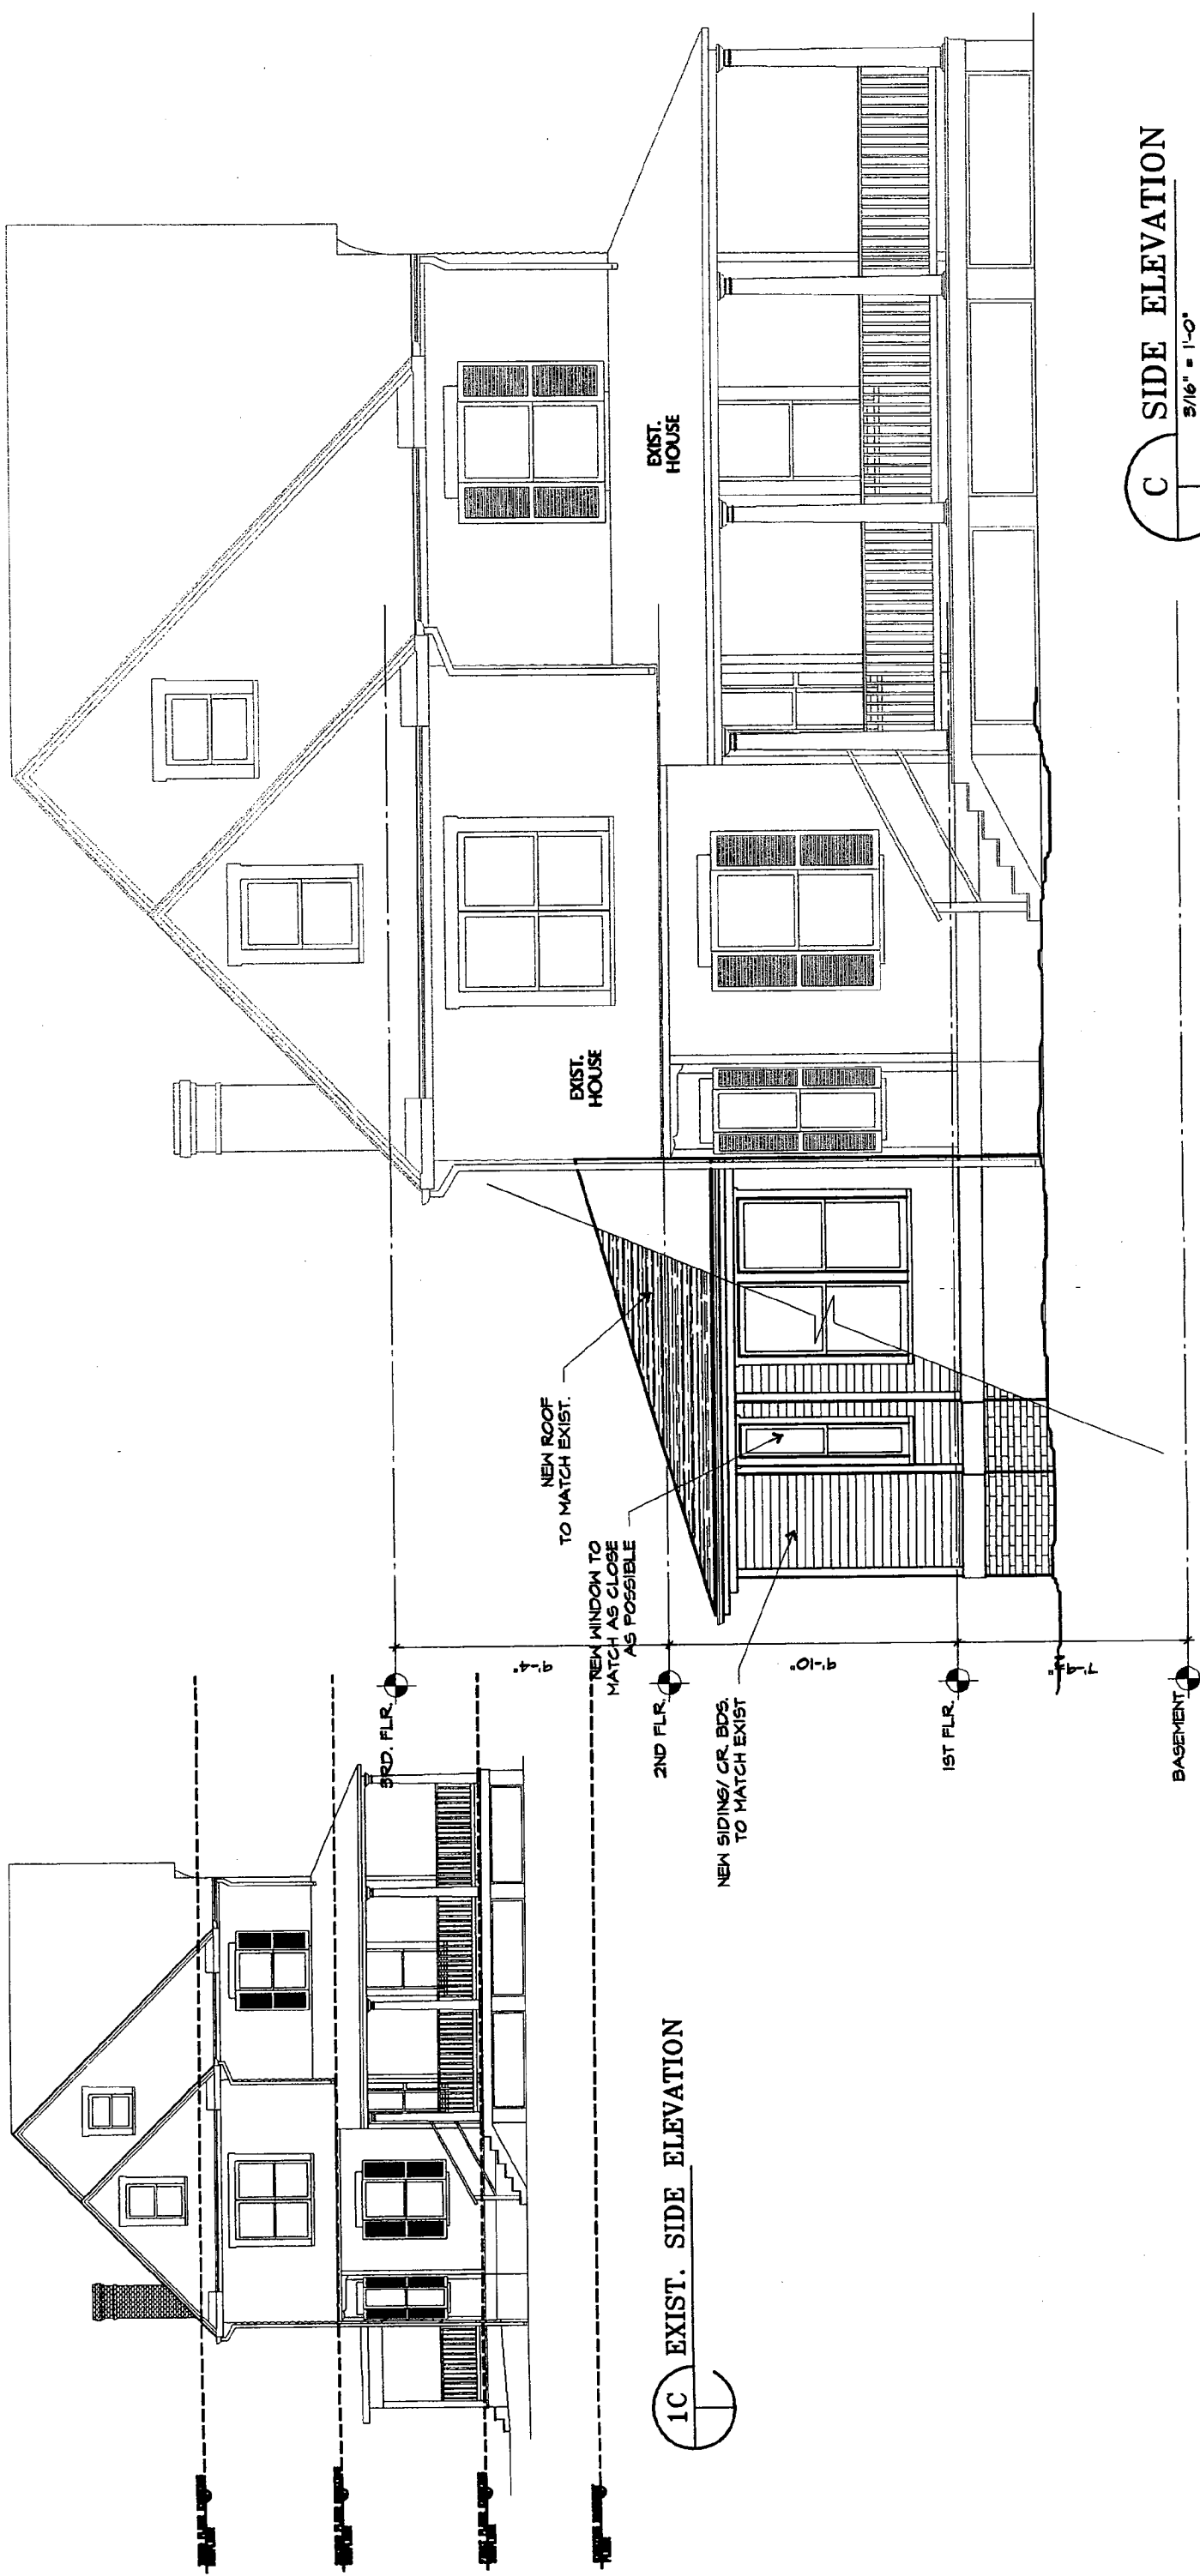 EXIST.
HOUSE
EXIST.
HOUSE
NEW ROOF
TO MATCH EXIST.
NEW WINDOW TO
MATCH AS CLOSE
AS POSSIBLE
NEW SIDING/ CR. BDS.
TO MATCH EXIST
3RD. FLR.
9'-4"
2ND FLR.
9'-10"
1ST FLR.
7'-9"
BASEMENT
1C EXIST. SIDE ELEVATION
C SIDE ELEVATION
3/16" = 1'-0"